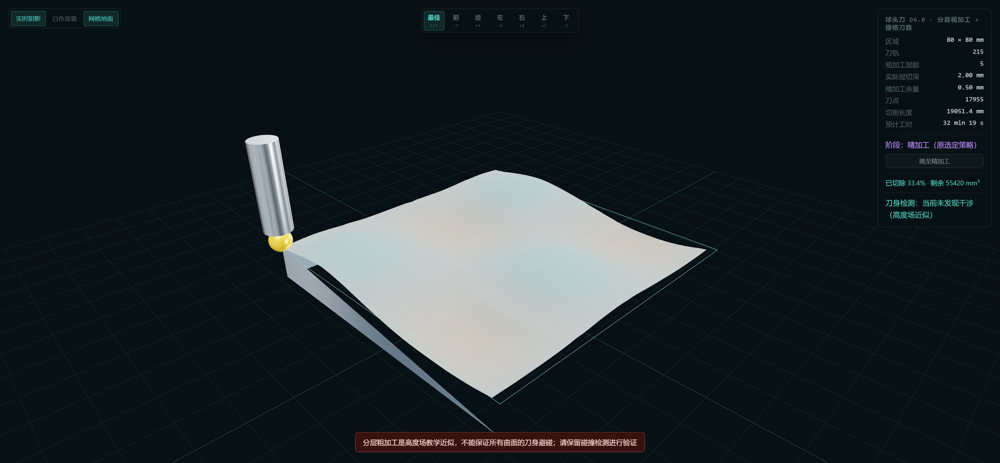 实时阴影 白色背景 网格地面
最佳 前 后 左 右 上 下
FIT -Y +Y -X +X +Z -Z
球头刀 D6.0 · 分层粗加工 +
栅格刀路
区域 80 × 80 mm
刀轨 215
粗加工层数 5
实际层切深 2.00 mm
精加工余量 0.50 mm
刀点 17955
切削长度 19051.4 mm
预计工时 32 min 19 s
阶段：精加工（原选定策略）
跳至精加工
已切除 33.4% · 剩余 55420 mm³
刀身检测：当前未发现干涉
（高度场近似）
分层粗加工是高度场教学近似，不能保证所有曲面的刀身避碰；请保留碰撞检测进行验证